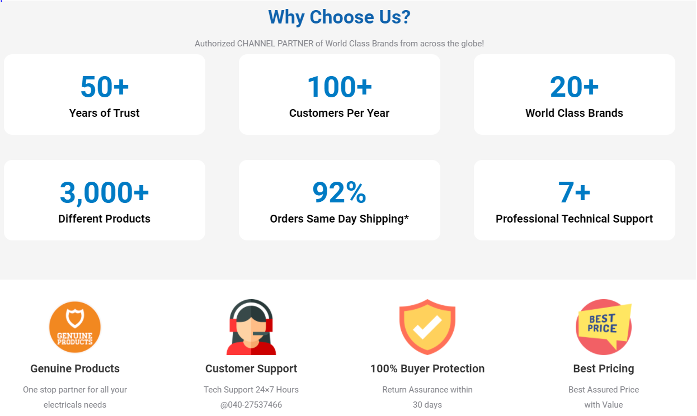 Why Choose Us?
Authorized CHANNEL PARTNER of World Class Brands from across the globe!
50+
Years of Trust
100+
Customers Per Year
20+
World Class Brands
3,000+
Different Products
92%
Orders Same Day Shipping*
7+
Professional Technical Support
GENUINE
PRODUCTS
Genuine Products
One stop partner for all your
electricals needs
Customer Support
Tech Support 24×7 Hours
@040-27537466
100% Buyer Protection
Return Assurance within
30 days
BEST
PRICE
Best Pricing
Best Assured Price
with Value